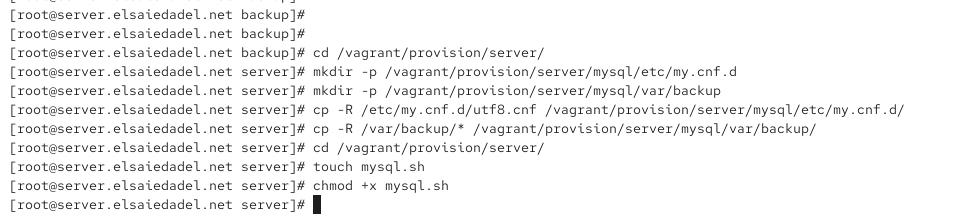 [root@server.elsaiedadel.net backup]#
[root@server.elsaiedadel.net backup]#
[root@server.elsaiedadel.net backup]# cd /vagrant/provision/server/
[root@server.elsaiedadel.net server]# mkdir -p /vagrant/provision/server/mysql/etc/my.cnf.d
[root@server.elsaiedadel.net server]# mkdir -p /vagrant/provision/server/mysql/var/backup
[root@server.elsaiedadel.net server]# cp -R /etc/my.cnf.d/utf8.cnf /vagrant/provision/server/mysql/etc/my.cnf.d/
[root@server.elsaiedadel.net server]# cp -R /var/backup/* /vagrant/provision/server/mysql/var/backup/
[root@server.elsaiedadel.net server]# cd /vagrant/provision/server/
[root@server.elsaiedadel.net server]# touch mysql.sh
[root@server.elsaiedadel.net server]# chmod +x mysql.sh
[root@server.elsaiedadel.net server]#